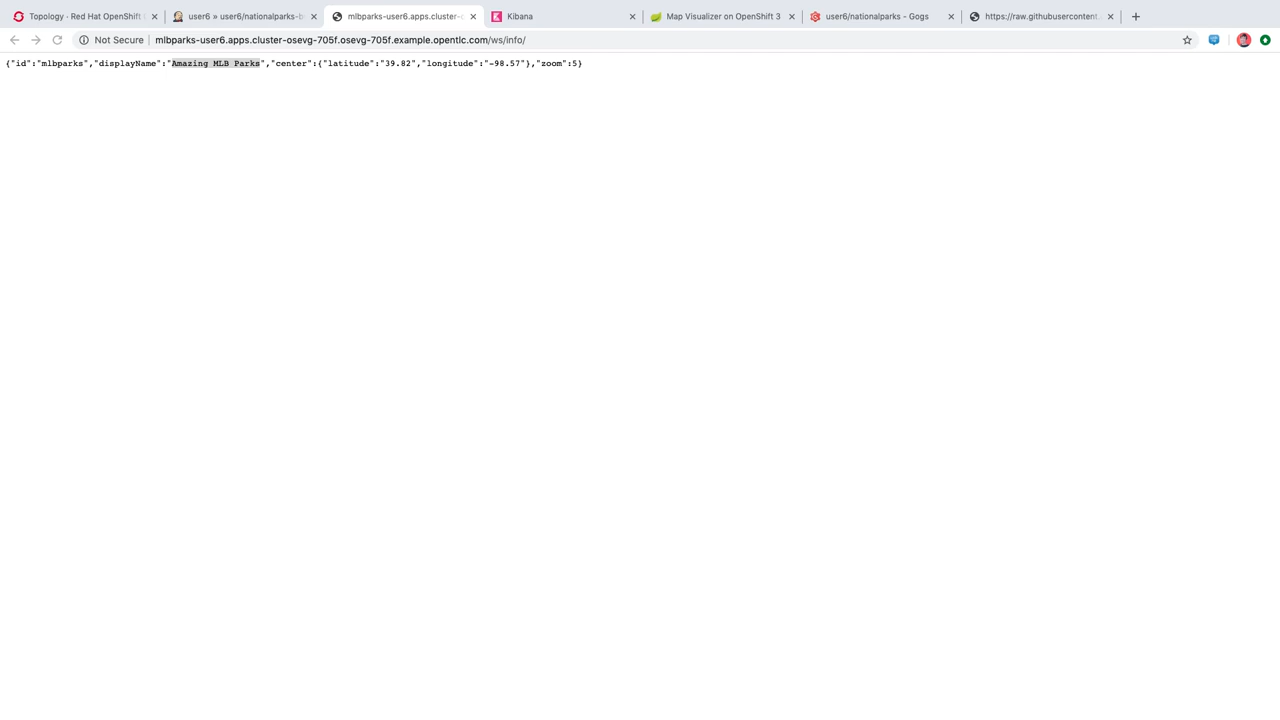 Topology · Red Hat OpenShift
user6 » user6/nationalparks-b
mlbparks-user6.apps.cluster-o
Kibana
Map Visualizer on OpenShift 3
user6/nationalparks - Gogs
https://raw.githubusercontent.
Not Secure | mlbparks-user6.apps.cluster-osevg-705f.osevg-705f.example.opentlc.com/ws/info/
{"id":"mlbparks","displayName":"Amazing MLB Parks","center":{"latitude":"39.82","longitude":"-98.57"},"zoom":5}